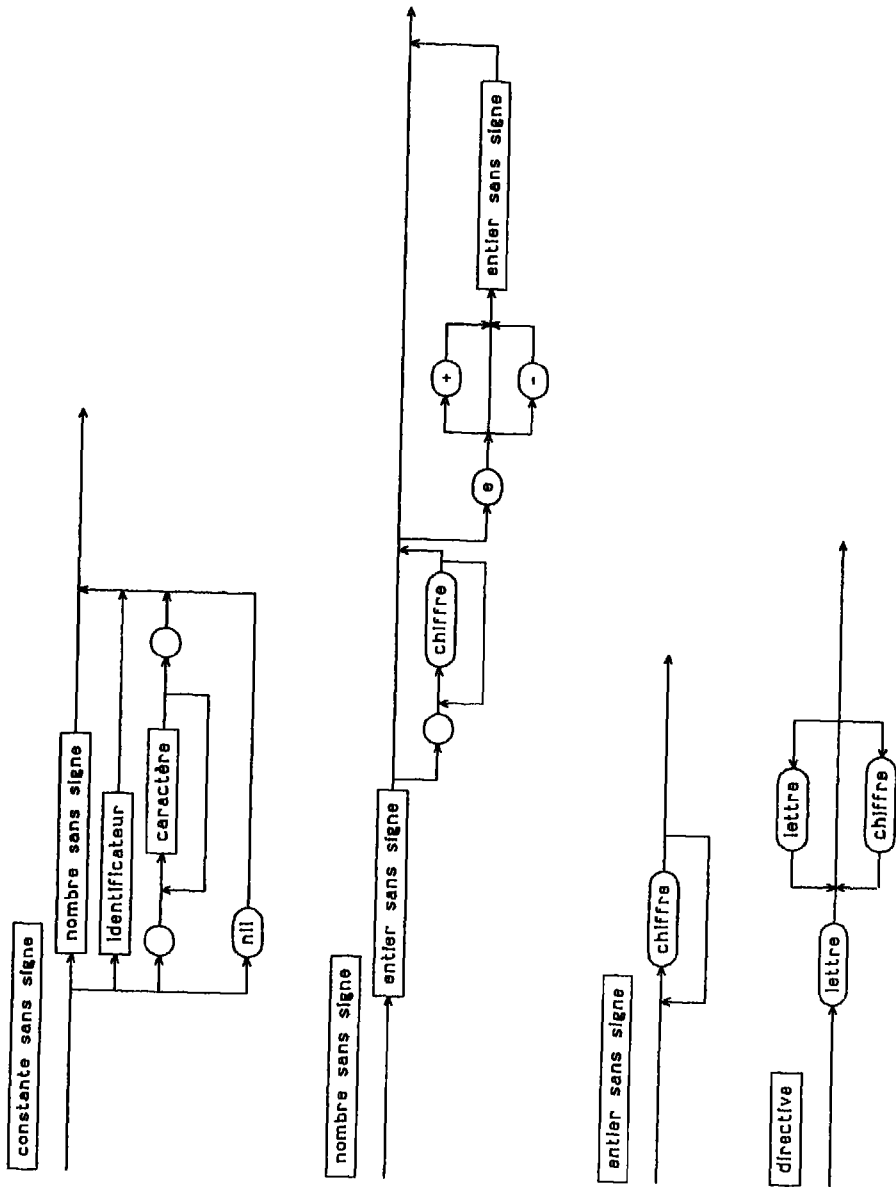 constante sans signe
nombre sans signe
identificateur
caractère
nil
nombre sans signe
entier sans signe
chiffre
e
+
-
entier sans signe
entier sans signe
chiffre
directive
lettre
lettre
chiffre